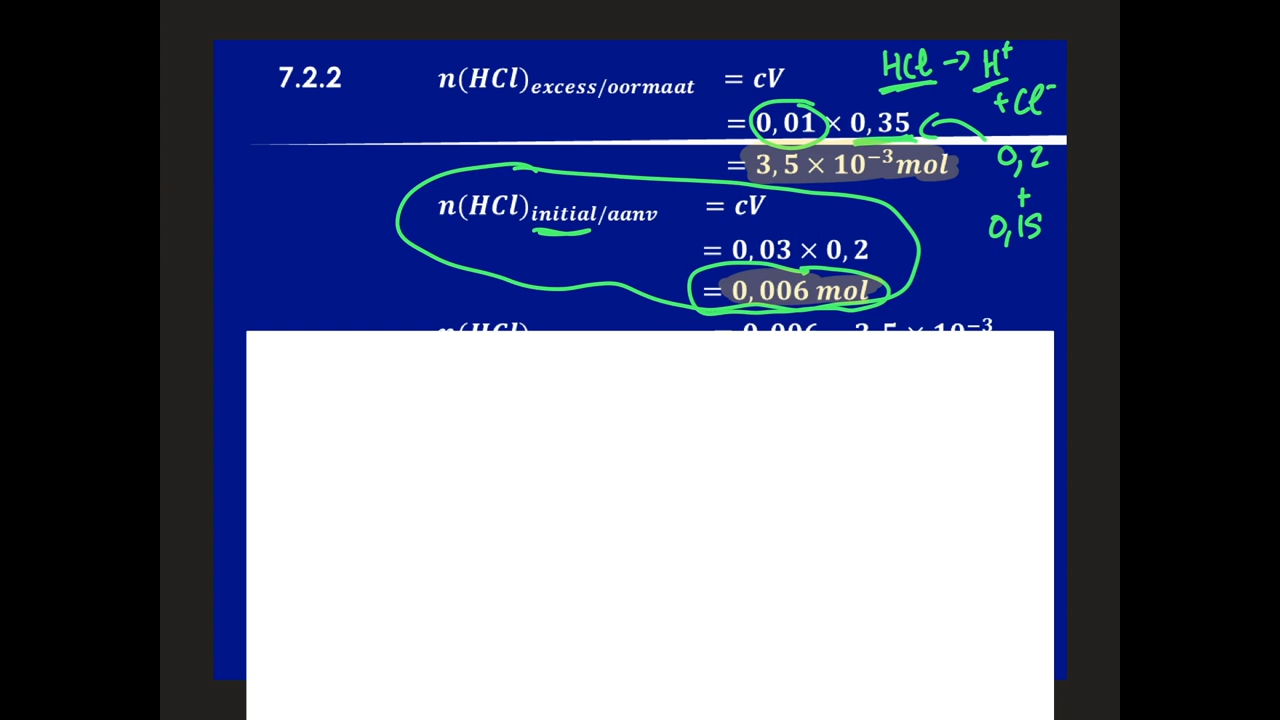 7.2.2 n(HCl)excess/oormaat = cV
= 0,01 × 0,35
= 3,5 × 10⁻³ mol
n(HCl)initial/aanv = cV
= 0,03 × 0,2
= 0,006 mol
HCl → H⁺
+ Cl⁻
0,2
+
0,15